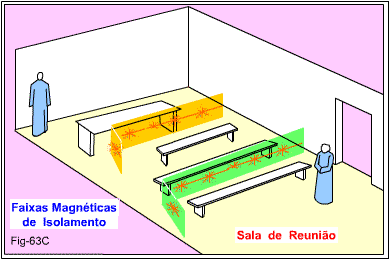 Faixas Magnéticas
de Isolamento
Fig-63C
Sala de Reunião